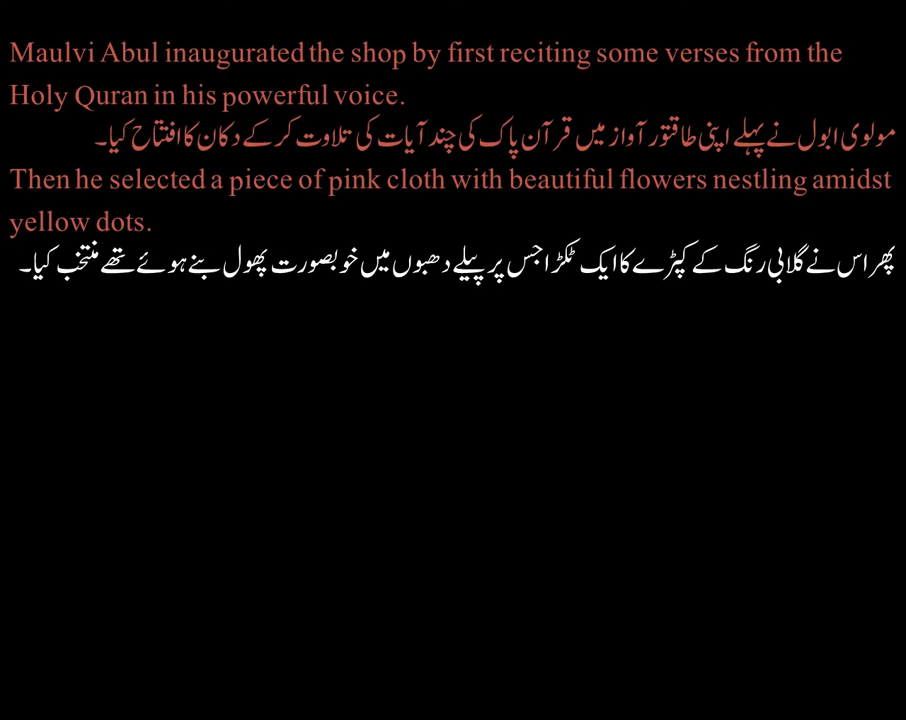 Maulvi Abul inaugurated the shop by first reciting some verses from the
Holy Quran in his powerful voice.
مولوی ابول نے پہلے اپنی طاقتور آواز میں قرآن پاک کی چند آیات کی تلاوت کر کے دکان کا افتتاح کیا۔
Then he selected a piece of pink cloth with beautiful flowers nestling amidst
yellow dots.
پھر اس نے گلابی رنگ کے کپڑے کا ایک ٹکڑا جس پر پیلے دھبوں میں خوبصورت پھول بنے ہوئے تھے منتخب کیا۔